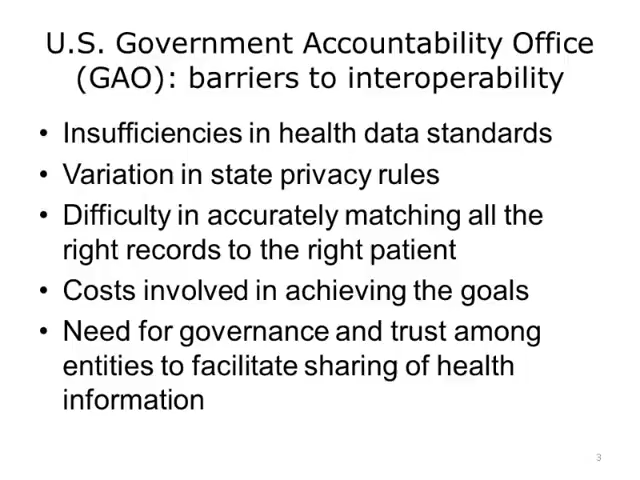 U.S. Government Accountability Office
(GAO): barriers to interoperability
• Insufficiencies in health data standards
• Variation in state privacy rules
• Difficulty in accurately matching all the
right records to the right patient
• Costs involved in achieving the goals
• Need for governance and trust among
entities to facilitate sharing of health
information
3